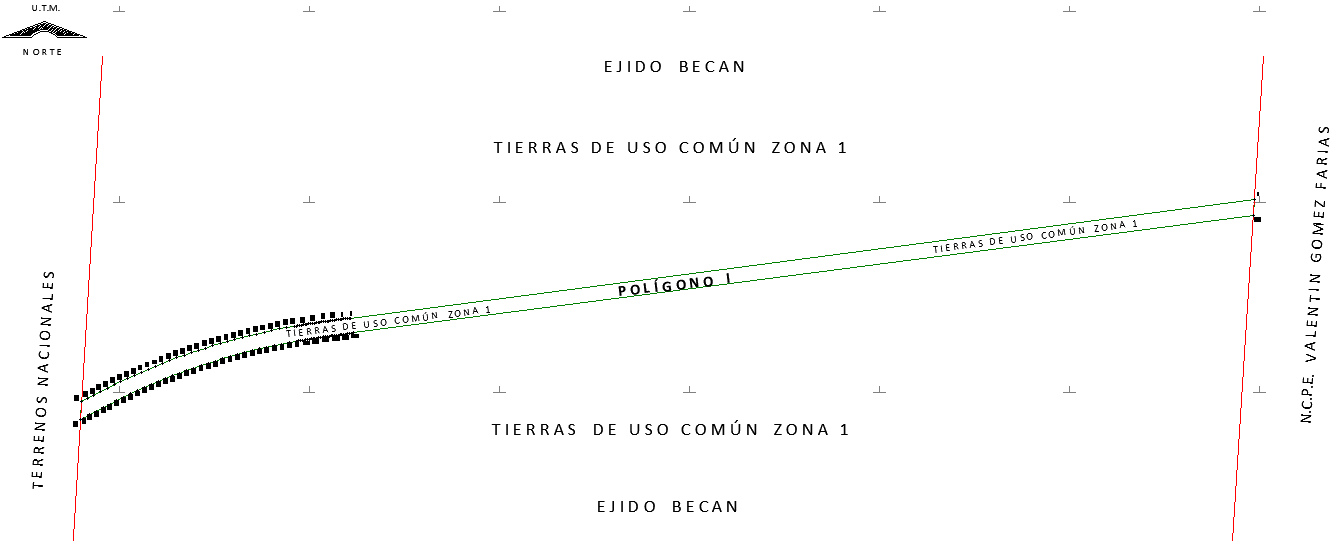 U.T.M.
NORTE
EJIDO BECAN
TIERRAS DE USO COMÚN ZONA 1
TERRENOS NACIONALES
N.C.P.E. VALENTIN GOMEZ FARIAS
TIERRAS DE USO COMÚN ZONA 1
POLÍGONO I
TIERRAS DE USO COMÚN ZONA 1
TIERRAS DE USO COMÚN ZONA 1
EJIDO BECAN